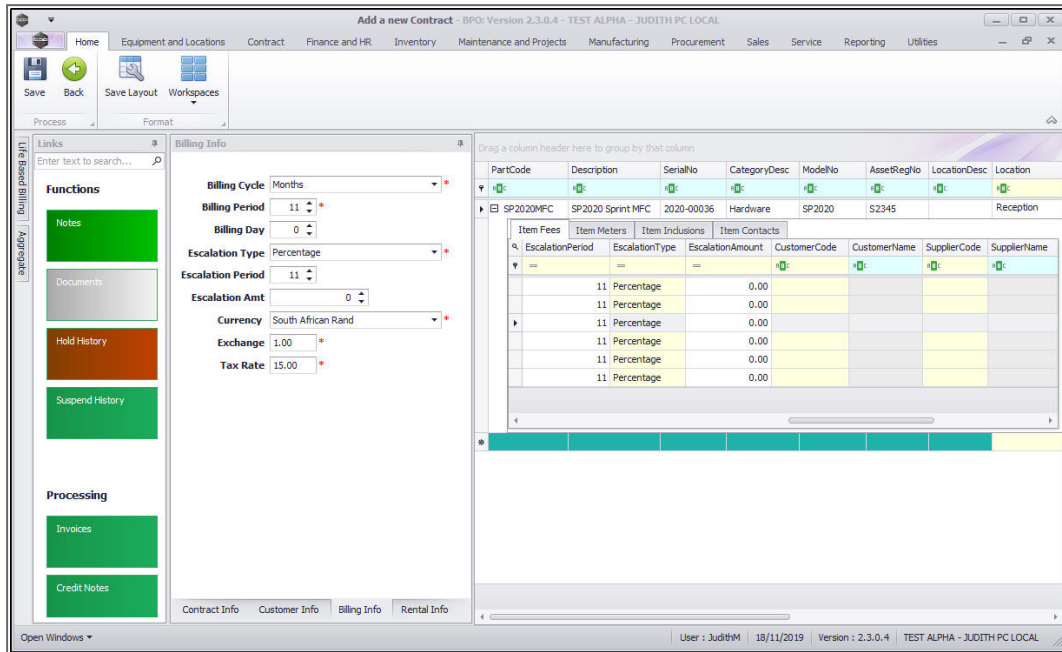 Add a new Contract - BPO: Version 2.3.0.4 - TEST ALPHA - JUDITH PC LOCAL
Home Equipment and Locations Contract Finance and HR Inventory Maintenance and Projects Manufacturing Procurement Sales Service Reporting Utilities
Save Back Save Layout Workspaces
Process Format
Life Based Billing
Aggregate
Links
Enter text to search...
Functions
Notes
Documents
Hold History
Suspend History
Processing
Invoices
Credit Notes
Billing Info
Billing Cycle Months *
Billing Period 11 *
Billing Day 0
Escalation Type Percentage *
Escalation Period 11
Escalation Amt 0
Currency South African Rand *
Exchange 1.00 *
Tax Rate 15.00 *
Contract Info Customer Info Billing Info Rental Info
Drag a column header here to group by that column
PartCode Description SerialNo CategoryDesc ModelNo AssetRegNo LocationDesc Location
SP2020MFC SP2020 Sprint MFC 2020-00036 Hardware SP2020 S2345 Reception
Item Fees Item Meters Item Inclusions Item Contacts
EscalationPeriod EscalationType EscalationAmount CustomerCode CustomerName SupplierCode SupplierName
= = =
11 Percentage 0.00
11 Percentage 0.00
11 Percentage 0.00
11 Percentage 0.00
11 Percentage 0.00
11 Percentage 0.00
Open Windows User : JudithM 18/11/2019 Version : 2.3.0.4 TEST ALPHA - JUDITH PC LOCAL